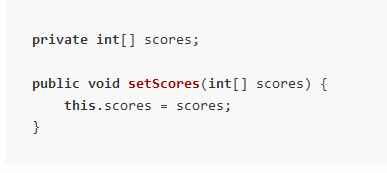 private int[] scores;
public void setScores(int[] scores) {
    this.scores = scores;
}